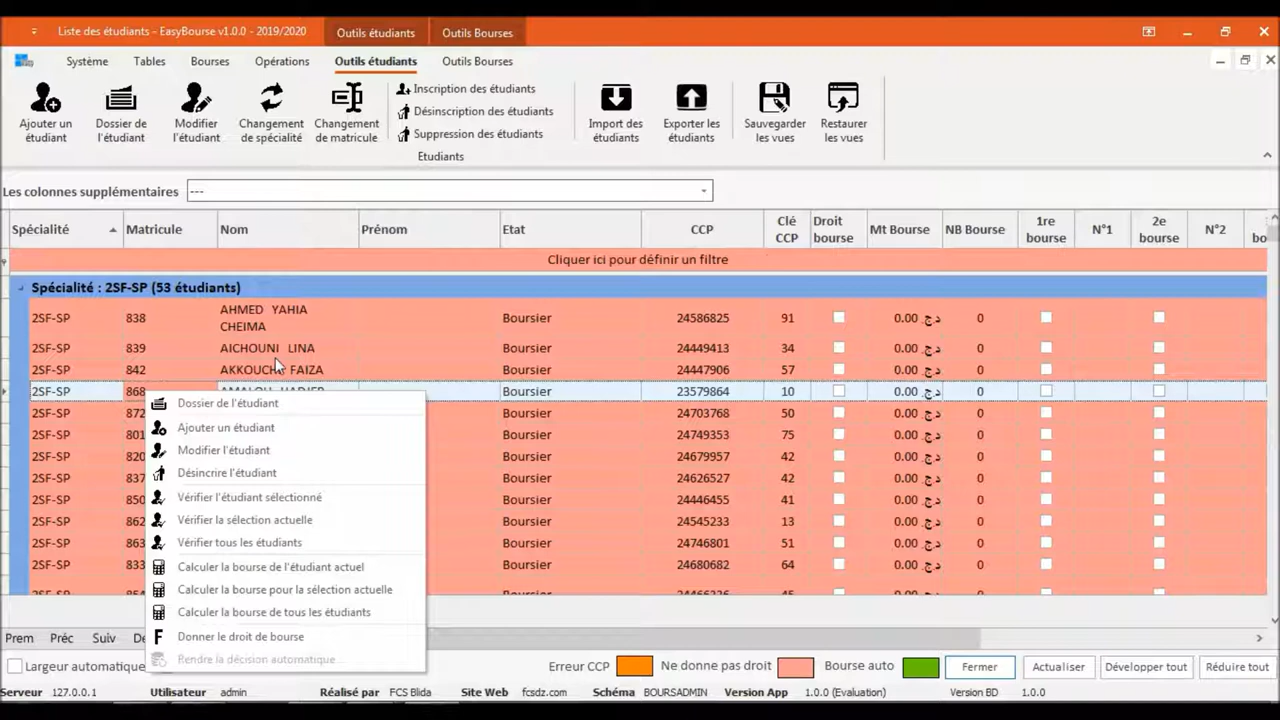 Liste des étudiants – EasyBourse v1.0.0 - 2019/2020 Outils étudiants Outils Bourses
Système Tables Bourses Opérations Outils étudiants Outils Bourses
Ajouter un étudiant
Dossier de l'étudiant
Modifier l'étudiant
Changement de spécialité
Changement de matricule
Inscription des étudiants
Désinscription des étudiants
Suppression des étudiants
Etudiants
Import des étudiants
Exporter les étudiants
Sauvegarder les vues
Restaurer les vues
Les colonnes supplémentaires ---
Spécialité Matricule Nom Prénom Etat CCP Clé CCP Droit bourse Mt Bourse NB Bourse 1re bourse N°1 2e bourse N°2
Cliquer ici pour définir un filtre
Spécialité : 2SF-SP (53 étudiants)
2SF-SP 838 AHMED YAHIA CHEIMA Boursier 24586825 91 0.00 د.ج. 0
2SF-SP 839 AICHOUNI LINA Boursier 24449413 34 0.00 د.ج. 0
2SF-SP 842 AKKOUCHE FAIZA Boursier 24447906 57 0.00 د.ج. 0
2SF-SP 868 Boursier 23579864 10 0.00 د.ج. 0
2SF-SP 872 Boursier 24703768 50 0.00 د.ج. 0
2SF-SP 801 Boursier 24749353 75 0.00 د.ج. 0
2SF-SP 820 Boursier 24679957 42 0.00 د.ج. 0
2SF-SP 837 Boursier 24626527 42 0.00 د.ج. 0
2SF-SP 850 Boursier 24446455 41 0.00 د.ج. 0
2SF-SP 862 Boursier 24545233 13 0.00 د.ج. 0
2SF-SP 863 Boursier 24746801 51 0.00 د.ج. 0
2SF-SP 833 Boursier 24680682 64 0.00 د.ج. 0
Dossier de l'étudiant
Ajouter un étudiant
Modifier l'étudiant
Désincrire l'étudiant
Vérifier l'étudiant sélectionné
Vérifier la sélection actuelle
Vérifier tous les étudiants
Calculer la bourse de l'étudiant actuel
Calculer la bourse pour la sélection actuelle
Calculer la bourse de tous les étudiants
F Donner le droit de bourse
Rendre la décision automatique...
Prem Préc Suiv
Largeur automatique Erreur CCP Ne donne pas droit Bourse auto Fermer Actualiser Développer tout Réduire tout
Serveur 127.0.0.1 Utilisateur admin Réalisé par FCS Blida Site Web fcsdz.com Schéma BOURSADMIN Version App 1.0.0 (Evaluation) Version BD 1.0.0